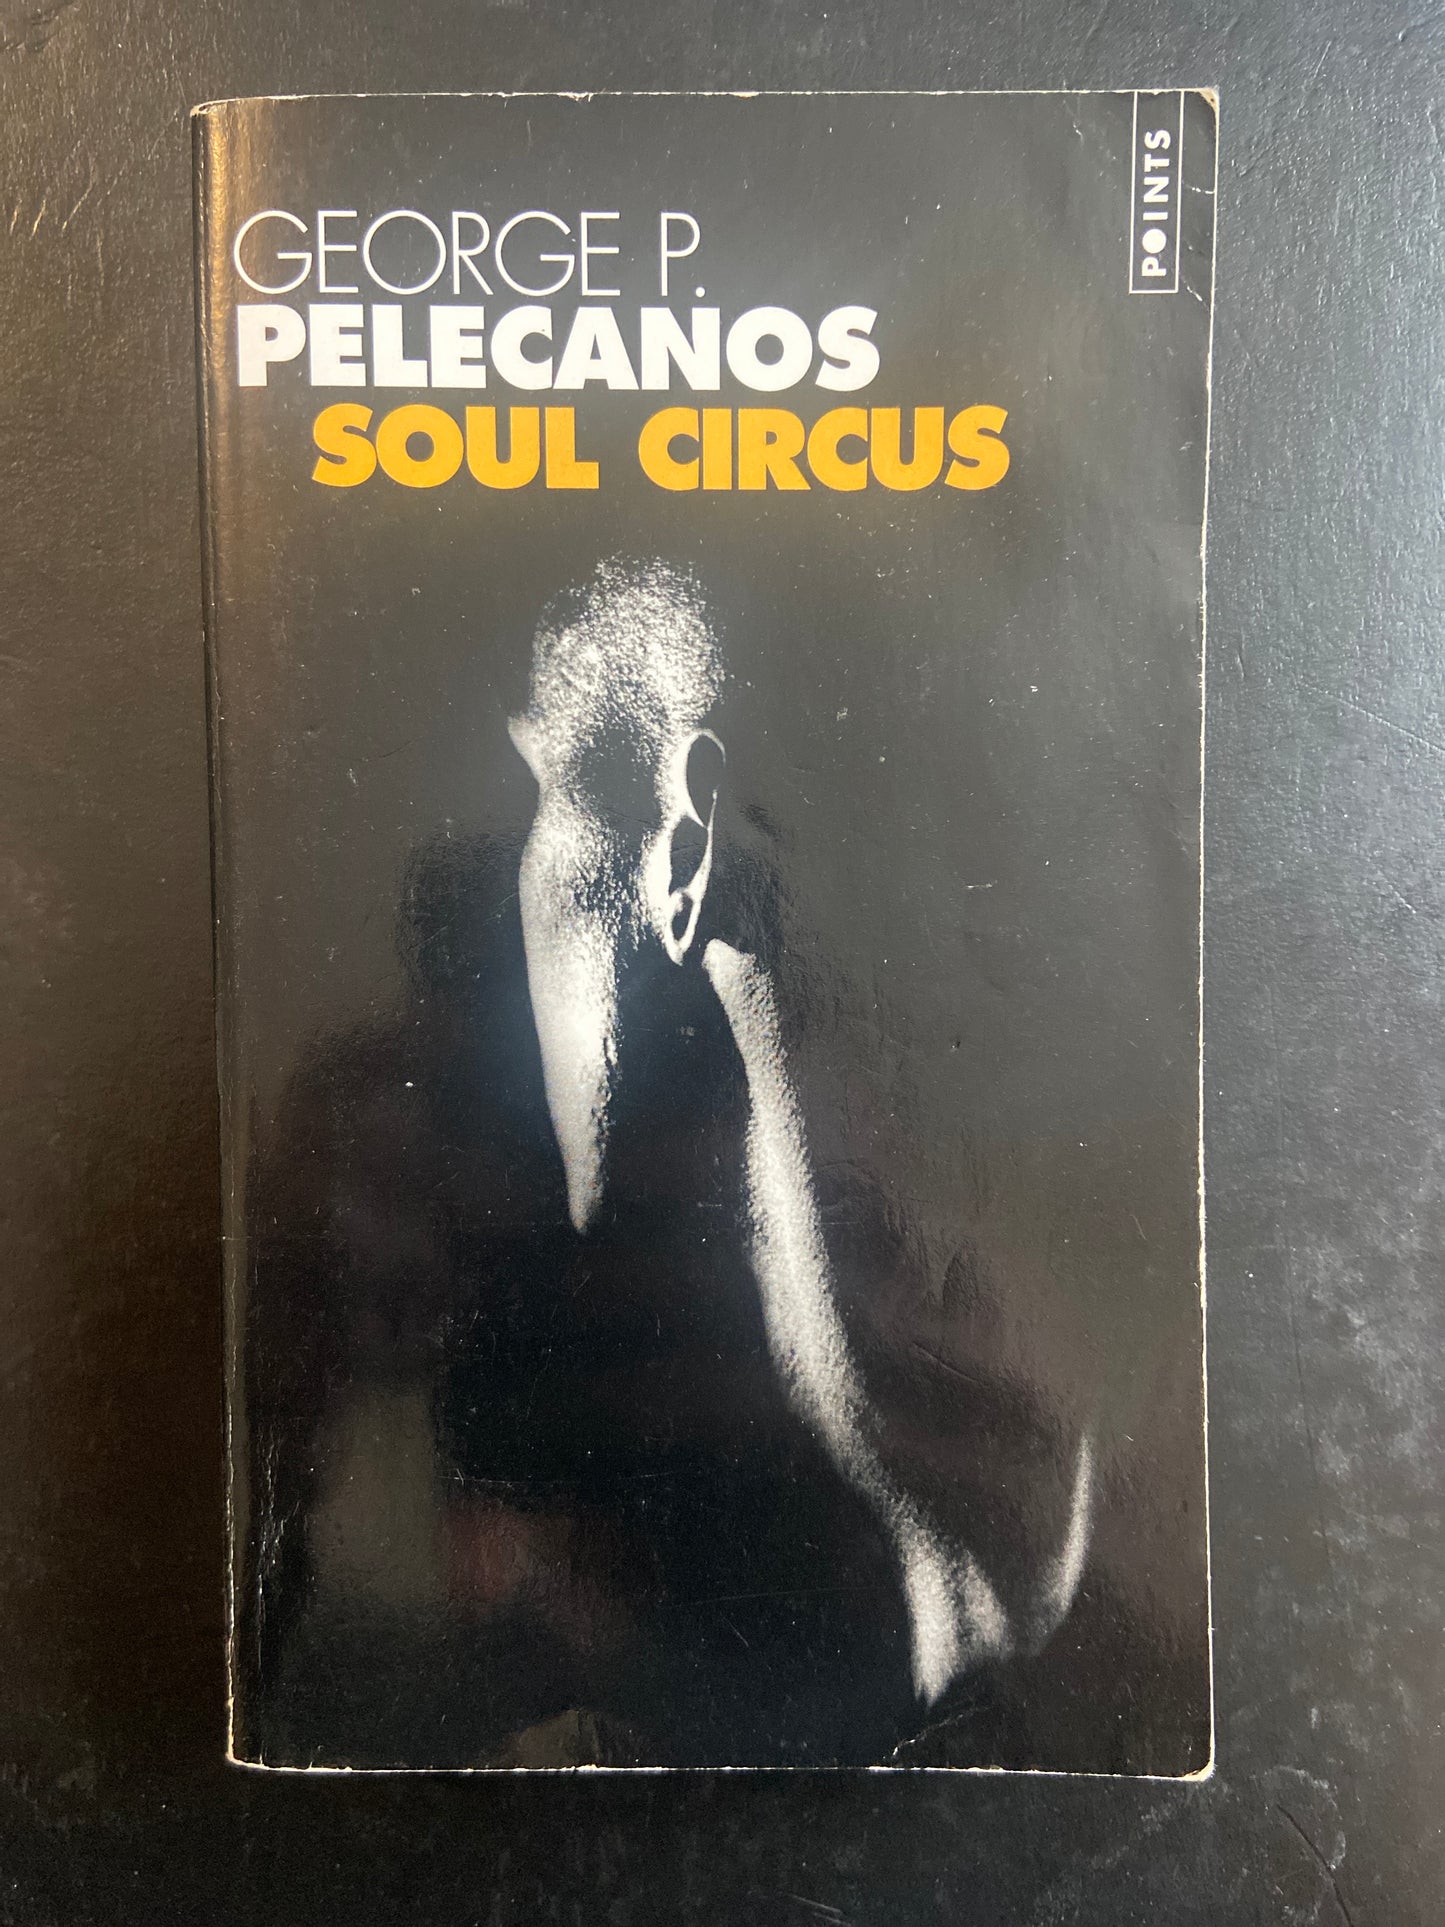 GEORGE P.
PELECANOS
SOUL CIRCUS
POINTS